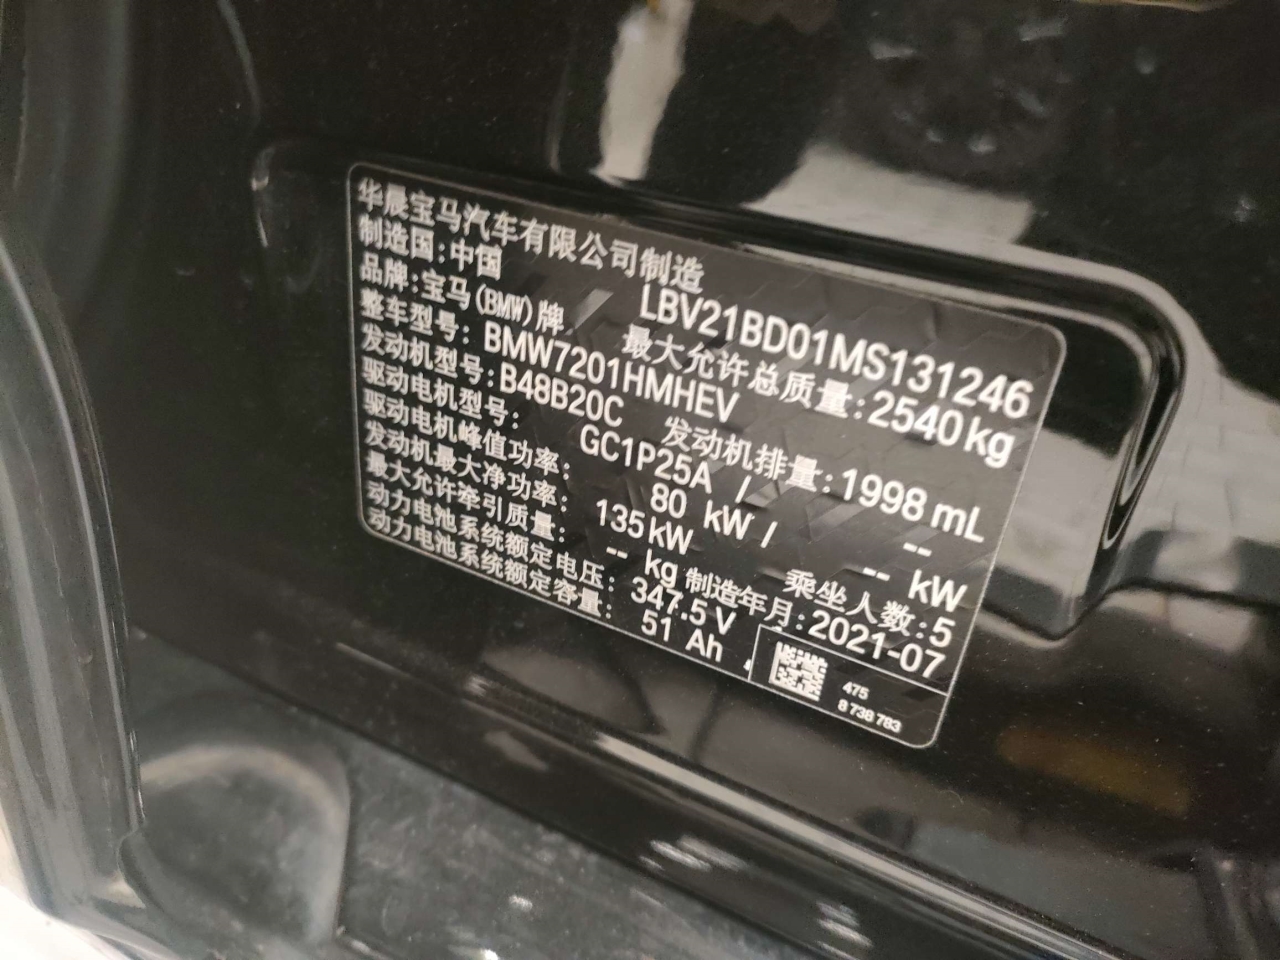 华晨宝马汽车有限公司制造
制造国:中国 LBV21BD01MS131246
品牌:宝马(BMW)牌 最大允许总质量:2540kg
整车型号: BMW7201HMHEV
发动机型号:B48B20C 发动机排量:1998mL
驱动电机型号: GC1P25A / --
驱动电机峰值功率: 80 kW / -- kW
发动机最大净功率: 135kW 乘坐人数:5
最大允许牵引质量: -- kg 制造年月:2021-07
动力电池系统额定电压: 347.5 V
动力电池系统额定容量: 51 Ah
475
8 738 783